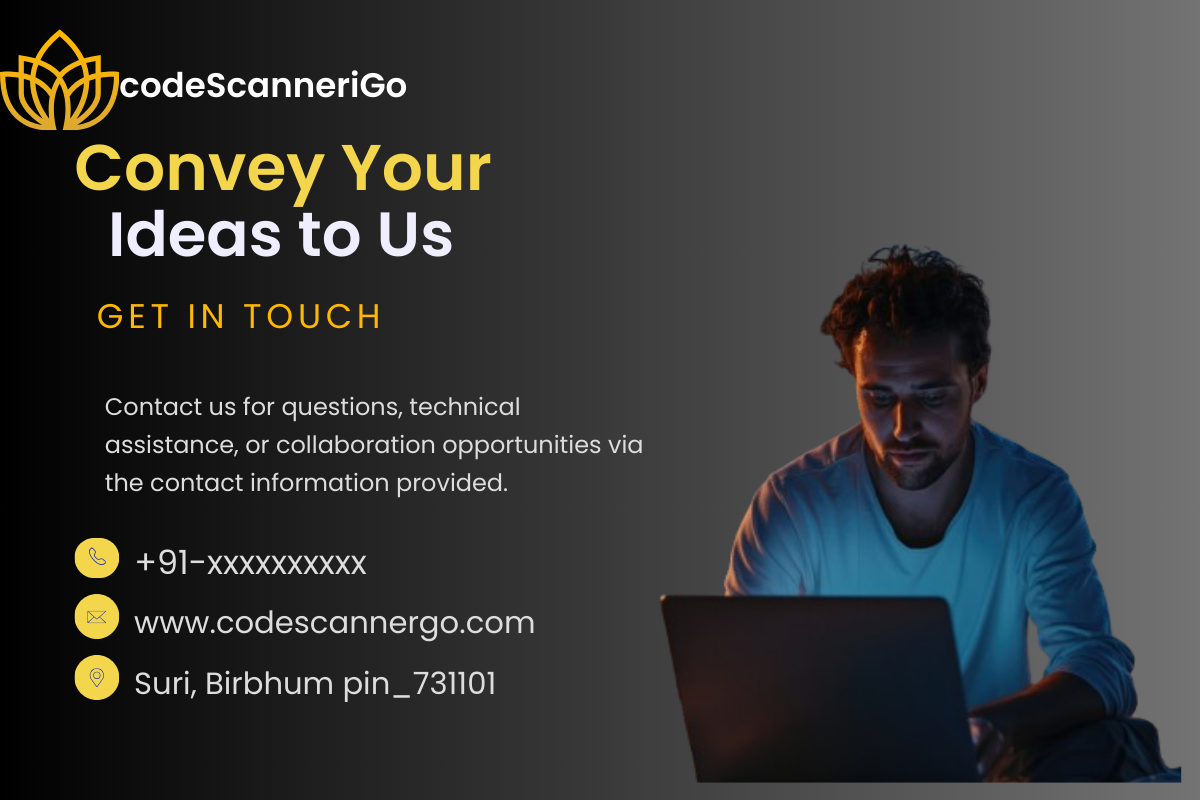 codeScanneriGo
Convey Your
Ideas to Us
GET IN TOUCH
Contact us for questions, technical
assistance, or collaboration opportunities via
the contact information provided.
+91-xxxxxxxxxx
www.codescannergo.com
Suri, Birbhum pin_731101